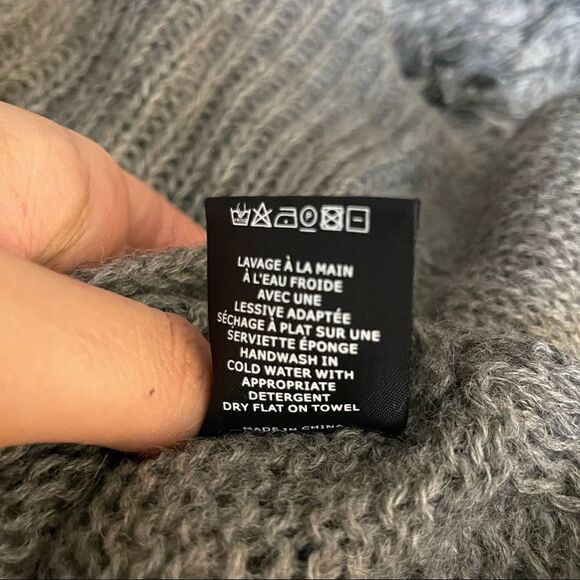 LAVAGE À LA MAIN
À L'EAU FROIDE
AVEC UNE
LESSIVE ADAPTÉE
SÉCHAGE À PLAT SUR UNE
SERVIETTE ÉPONGE
HANDWASH IN
COLD WATER WITH
APPROPRIATE
DETERGENT
DRY FLAT ON TOWEL
MADE IN CHINA